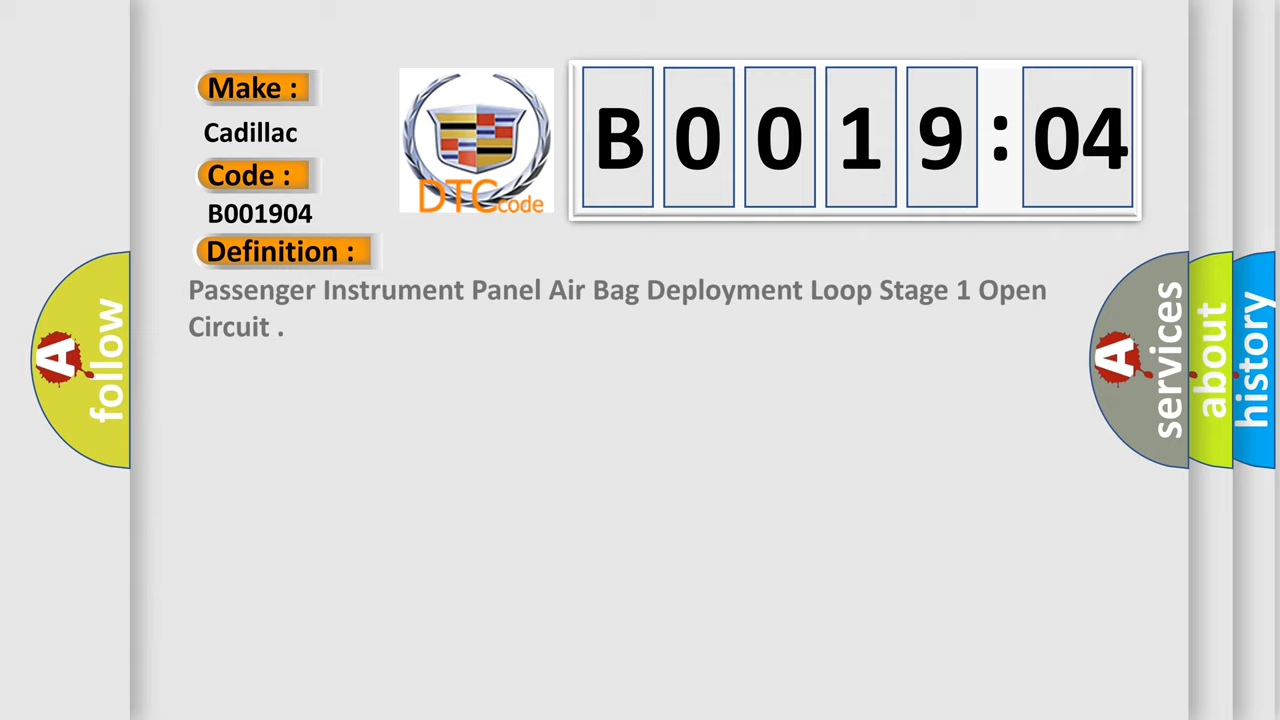 Make :
Cadillac
Code :
B001904
Definition :
Passenger Instrument Panel Air Bag Deployment Loop Stage 1 Open
Circuit .
DTC code
B 0 0 1 9 : 04
A follow
A services
about
history